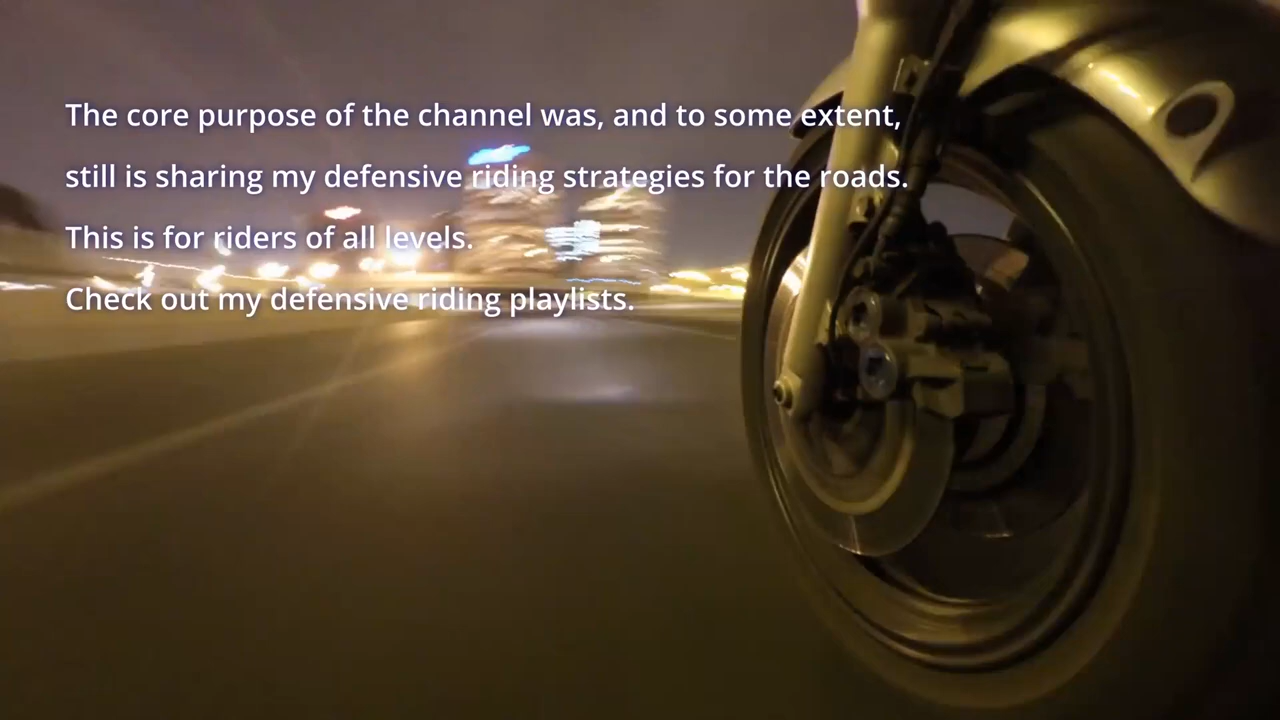 The core purpose of the channel was, and to some extent,
still is sharing my defensive riding strategies for the roads.
This is for riders of all levels.
Check out my defensive riding playlists.